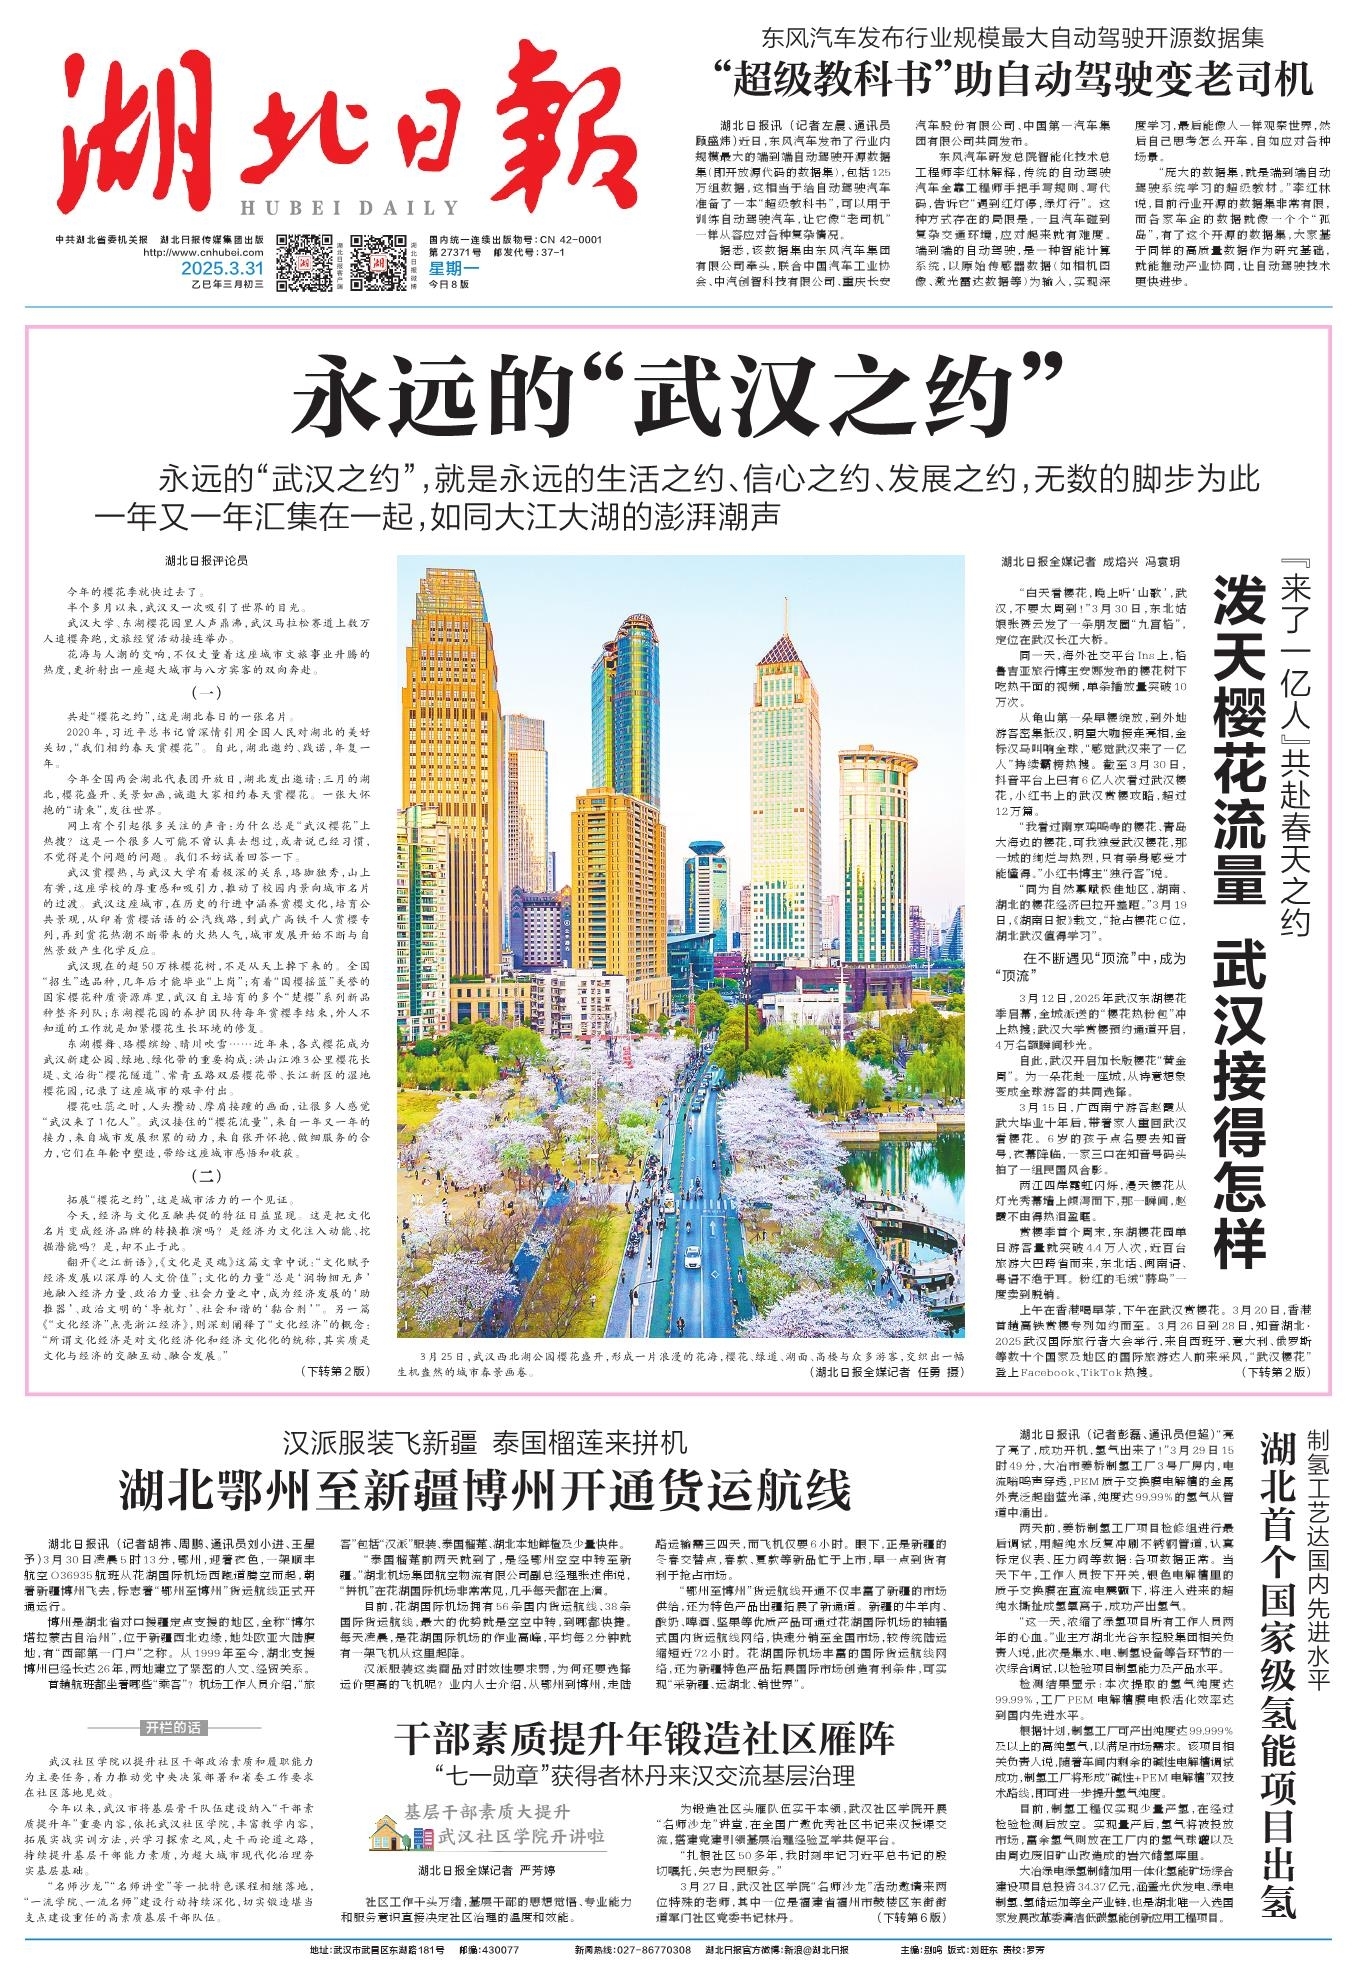 湖北日报
HUBEI DAILY
中共湖北省委机关报 湖北日报传媒集团出版
http://www.cnhubei.com
2025.3.31
乙巳年三月初三
湖北日报客户端
湖北日报微博
国内统一连续出版物号：CN 42-0001
第27371号 邮发代号：37-1
星期一
今日8版
东风汽车发布行业规模最大自动驾驶开源数据集
“超级教科书”助自动驾驶变老司机
湖北日报讯（记者左晨、通讯员
顾盛炜）近日，东风汽车发布了行业内
规模最大的端到端自动驾驶开源数据
集（即开放源代码的数据集），包括125
万组数据，这相当于给自动驾驶汽车
准备了一本“超级教科书”，可以用于
训练自动驾驶汽车，让它像“老司机”
一样从容应对各种复杂情况。
据悉，该数据集由东风汽车集团
有限公司牵头，联合中国汽车工业协
会、中汽创智科技有限公司、重庆长安
汽车股份有限公司、中国第一汽车集
团有限公司共同发布。
东风汽车研发总院智能化技术总
工程师李红林解释，传统的自动驾驶
汽车全靠工程师手把手写规则、写代
码，告诉它“遇到红灯停，绿灯行”。这
种方式存在的局限是，一旦汽车碰到
复杂交通环境，应对起来就有难度。
端到端的自动驾驶，是一种智能计算
系统，以原始传感器数据（如相机图
像、激光雷达数据等）为输入，实现深
度学习，最后能像人一样观察世界，然
后自己思考怎么开车，自如应对各种
场景。
“庞大的数据集，就是端到端自动
驾驶系统学习的超级教材。”李红林
说，目前行业开源的数据集非常有限，
而各家车企的数据就像一个个“孤
岛”，有了这个开源的数据集，大家基
于同样的高质量数据作为研究基础，
就能推动产业协同，让自动驾驶技术
更快进步。
永远的“武汉之约”
永远的“武汉之约”，就是永远的生活之约、信心之约、发展之约，无数的脚步为此
一年又一年汇集在一起，如同大江大湖的澎湃潮声
湖北日报评论员
今年的樱花季就快过去了。
半个多月以来，武汉又一次吸引了世界的目光。
武汉大学、东湖樱花园里人声鼎沸，武汉马拉松赛道上数万
人追樱奔跑，文旅经贸活动接连举办。
花海与人潮的交响，不仅丈量着这座城市文旅事业升腾的
热度，更折射出一座超大城市与八方宾客的双向奔赴。
（一）
共赴“樱花之约”，这是湖北春日的一张名片。
2020年，习近平总书记曾深情引用全国人民对湖北的美好
关切，“我们相约春天赏樱花”。自此，湖北邀约、践诺，年复一
年。
今年全国两会湖北代表团开放日，湖北发出邀请：三月的湖
北，樱花盛开、美景如画，诚邀大家相约春天赏樱花。一张大怀
抱的“请柬”，发往世界。
网上有个引起很多关注的声音：为什么总是“武汉樱花”上
热搜？这是一个很多人可能不曾认真去想过，或者说已经习惯，
不觉得是个问题的问题。我们不妨试着回答一下。
武汉赏樱热，与武汉大学有着极深的关系，珞珈独秀，山上
有黉，这座学校的厚重感和吸引力，推动了校园内景向城市名片
的过渡。武汉这座城市，在历史的行进中涵养赏樱文化，培育公
共景观，从印着赏樱话语的公汽线路，到武广高铁千人赏樱专
列，再到赏花热潮不断带来的火热人气，城市发展开始不断与自
然景致产生化学反应。
武汉现在的超50万株樱花树，不是从天上掉下来的。全国
“招生”选品种，几年后才能毕业“上岗”；有着“国樱摇篮”美誉的
国家樱花种质资源库里，武汉自主培育的多个“楚樱”系列新品
种整齐列队；东湖樱花园的养护团队待每年赏樱季结束，外人不
知道的工作就是加紧樱花生长环境的修复。
东湖樱舞、珞樱缤纷、晴川吹雪……近年来，各式樱花成为
武汉新建公园、绿地、绿化带的重要构成；洪山江滩3公里樱花长
堤、文治街“樱花隧道”、常青五路双层樱花带、长江新区的湿地
樱花园，记录了这座城市的艰辛付出。
樱花吐蕊之时，人头攒动、摩肩接踵的画面，让很多人感觉
“武汉来了1亿人”。武汉接住的“樱花流量”，来自一年又一年的
接力，来自城市发展积累的动力，来自张开怀抱、做细服务的合
力，它们在年轮中塑造，带给这座城市感悟和收获。
（二）
拓展“樱花之约”，这是城市活力的一个见证。
今天，经济与文化互融共促的特征日益显现。这是把文化
名片变成经济品牌的转换推演吗？是经济为文化注入动能、挖
掘潜能吗？是，却不止于此。
翻开《之江新语》，《文化是灵魂》这篇文章中说：“文化赋予
经济发展以深厚的人文价值”；文化的力量“总是‘润物细无声’
地融入经济力量、政治力量、社会力量之中，成为经济发展的‘助
推器’、政治文明的‘导航灯’、社会和谐的‘黏合剂’”。另一篇
《“文化经济”点亮浙江经济》，则深刻阐释了“文化经济”的概念：
“所谓文化经济是对文化经济化和经济文化化的统称，其实质是
文化与经济的交融互动、融合发展。”
（下转第2版）
3月25日，武汉西北湖公园樱花盛开，形成一片浪漫的花海，樱花、绿道、湖面、高楼与众多游客，交织出一幅
生机盎然的城市春景画卷。
（湖北日报全媒记者 任勇 摄）
『来了一亿人』共赴春天之约
泼天樱花流量 武汉接得怎样
湖北日报全媒记者 成熔兴 冯袁玥
“白天看樱花，晚上听‘山歌’，武
汉，不要太周到！”3月30日，东北姑
娘张贺云发了一条朋友圈“九宫格”，
定位在武汉长江大桥。
同一天，海外社交平台Ins上，格
鲁吉亚旅行博主安娜发布的樱花树下
吃热干面的视频，单条播放量突破10
万次。
从龟山第一朵早樱绽放，到外地
游客密集抵汉，明星大咖接连亮相，金
标汉马叫响全球，“感觉武汉来了一亿
人”持续霸榜热搜。截至3月30日，
抖音平台上已有6亿人次看过武汉樱
花，小红书上的武汉赏樱攻略，超过
12万篇。
“我看过南京鸡鸣寺的樱花、青岛
大海边的樱花，可我独爱武汉樱花，那
一城的绚烂与热烈，只有亲身感受才
能懂得。”小红书博主“独行客”说。
“同为自然禀赋极佳地区，湖南、
湖北的樱花经济已拉开差距。”3月19
日，《湖南日报》载文，“抢占樱花C位，
湖北武汉值得学习”。
在不断遇见“顶流”中，成为
“顶流”
3月12日，2025年武汉东湖樱花
季启幕，全城派送的“樱花热粉包”冲
上热搜；武汉大学赏樱预约通道开启，
4万名额瞬间秒光。
自此，武汉开启加长版樱花“黄金
周”。为一朵花赴一座城，从诗意想象
变成全球游客的共同选择。
3月15日，广西南宁游客赵霞从
武大毕业十年后，带着家人重回武汉
看樱花。6岁的孩子点名要去知音
号，夜幕降临，一家三口在知音号码头
拍了一组民国风合影。
两江四岸霓虹闪烁，漫天樱花从
灯光秀幕墙上倾泻而下，那一瞬间，赵
霞不由得热泪盈眶。
赏樱季首个周末，东湖樱花园单
日游客量就突破4.4万人次，近百台
旅游大巴跨省而来，东北话、闽南语、
粤语不绝于耳。粉红的毛绒“蒜鸟”一
度卖到脱销。
上午在香港喝早茶，下午在武汉赏樱花。3月20日，香港
首趟高铁赏樱专列如约而至。3月26日到28日，知音湖北·
2025武汉国际旅行者大会举行，来自西班牙、意大利、俄罗斯
等数十个国家及地区的国际旅游达人前来采风，“武汉樱花”
登上Facebook、TikTok热搜。
（下转第2版）
汉派服装飞新疆 泰国榴莲来拼机
湖北鄂州至新疆博州开通货运航线
湖北日报讯（记者胡祎、周鹏、通讯员刘小进、王星
予）3月30日凌晨5时13分，鄂州，迎着夜色，一架顺丰
航空O36935航班从花湖国际机场西跑道腾空而起，朝
着新疆博州飞去，标志着“鄂州至博州”货运航线正式开
通运行。
博州是湖北省对口援疆定点支援的地区，全称“博尔
塔拉蒙古自治州”，位于新疆西北边缘，地处欧亚大陆腹
地，有“西部第一门户”之称。从1999年至今，湖北支援
博州已经长达26年，两地建立了紧密的人文、经贸关系。
首趟航班都坐着哪些“乘客”？机场工作人员介绍，“旅
客”包括“汉派”服装、泰国榴莲、湖北本地鲜植及少量快件。
“泰国榴莲前两天就到了，是经鄂州空空中转至新
疆。”湖北机场集团航空物流有限公司副总经理张述伟说，
“拼机”在花湖国际机场非常常见，几乎每天都在上演。
目前，花湖国际机场拥有56条国内货运航线、38条
国际货运航线，最大的优势就是空空中转，到哪都快捷。
每天凌晨，是花湖国际机场的作业高峰，平均每2分钟就
有一架飞机从这里起降。
汉派服装这类商品对时效性要求弱，为何还要选择
运价更高的飞机呢？业内人士介绍，从鄂州到博州，走陆
路运输需三四天，而飞机仅要6小时。眼下，正是新疆的
冬春交替点，春款、夏款等新品忙于上市，早一点到货有
利于抢占市场。
“鄂州至博州”货运航线开通不仅丰富了新疆的市场
供给，还为特色产品出疆拓展了新通道。新疆的牛羊肉、
酸奶、啤酒、坚果等优质产品可通过花湖国际机场的轴辐
式国内货运航线网络，快速分销至全国市场，较传统陆运
缩短近72小时。花湖国际机场丰富的国际货运航线网
络，还为新疆特色产品拓展国际市场创造有利条件，可实
现“采新疆、运湖北、销世界”。
制氢工艺达国内先进水平
湖北首个国家级氢能项目出氢
湖北日报讯（记者彭磊、通讯员但超）“亮
了亮了，成功开机，氢气出来了！”3月29日15
时49分，大冶市姜桥制氢工厂3号厂房内，电
流嗡鸣声穿透，PEM质子交换膜电解槽的金属
外壳泛起幽蓝光泽，纯度达99.99%的氢气从管
道中涌出。
两天前，姜桥制氢工厂项目检修组进行最
后调试，用超纯水反复冲刷不锈钢管道，认真
标定仪表、压力阀等数据：各项数据正常。当
天下午，工作人员按下开关，银色电解槽里的
质子交换膜在直流电震颤下，将注入进来的超
纯水撕扯成氢氧离子，成功产出氢气。
“这一天，浓缩了绿氢项目所有工作人员两
年的心血。”业主方湖北光谷东控股集团相关负
责人说，此次是集水、电、制氢设备等各环节的一
次综合调试，以检验项目制氢能力及产品水平。
检测结果显示：本次提取的氢气纯度达
99.99%，工厂PEM电解槽膜电极活化效率达
到国内先进水平。
根据计划，制氢工厂可产出纯度达99.999%
及以上的高纯氢气，以满足市场需求。该项目相
关负责人说，随着车间内剩余的碱性电解槽调试
成功，制氢工厂将形成“碱性+PEM电解槽”双技
术路线，即可进一步提升氢气纯度。
目前，制氢工程仅实现少量产氢，在经过
检验检测后放空。实现量产后，氢气将被投放
市场，富余氢气则放在工厂内的氢气球罐以及
由周边废旧矿山改造成的岩穴储氢库里。
大冶绿电绿氢制储加用一体化氢能矿场综合
建设项目总投资34.37亿元，涵盖光伏发电、绿电
制氢、氢储运加等全产业链，也是湖北唯一入选国
家发展改革委清洁低碳氢能创新应用工程项目。
开栏的话
武汉社区学院以提升社区干部政治素质和履职能力
为主要任务，着力推动党中央决策部署和省委工作要求
在社区落地见效。
今年以来，武汉市将基层骨干队伍建设纳入“干部素
质提升年”重要内容，依托武汉社区学院，丰富教学内容，
拓展实战实训方法，兴学习探索之风，走干而论道之路，
持续提升基层干部能力素质，为超大城市现代化治理夯
实基层基础。
“名师沙龙”“名师讲堂”等一批特色课程相继落地，
“一流学院、一流名师”建设行动持续深化，切实锻造堪当
支点建设重任的高素质基层干部队伍。
干部素质提升年锻造社区雁阵
“七一勋章”获得者林丹来汉交流基层治理
基层干部素质大提升
武汉社区学院开讲啦
湖北日报全媒记者 严芳婷
社区工作千头万绪，基层干部的思想觉悟、专业能力
和服务意识直接决定社区治理的温度和效能。
为锻造社区头雁队伍实干本领，武汉社区学院开展
“名师沙龙”讲堂，在全国广邀优秀社区书记来汉授课交
流，搭建党建引领基层治理经验互学共促平台。
“扎根社区50多年，我时刻牢记习近平总书记的殷
切嘱托，矢志为民服务。”
3月27日，武汉社区学院“名师沙龙”活动邀请来两
位特殊的老师，其中一位是福建省福州市鼓楼区东街街
道军门社区党委书记林丹。
（下转第6版）
地址：武汉市武昌区东湖路181号 邮编：430077 新闻热线：027-86770308 湖北日报官方微博：新浪@湖北日报 主编：别鸣 版式：刘旺东 责校：罗芳